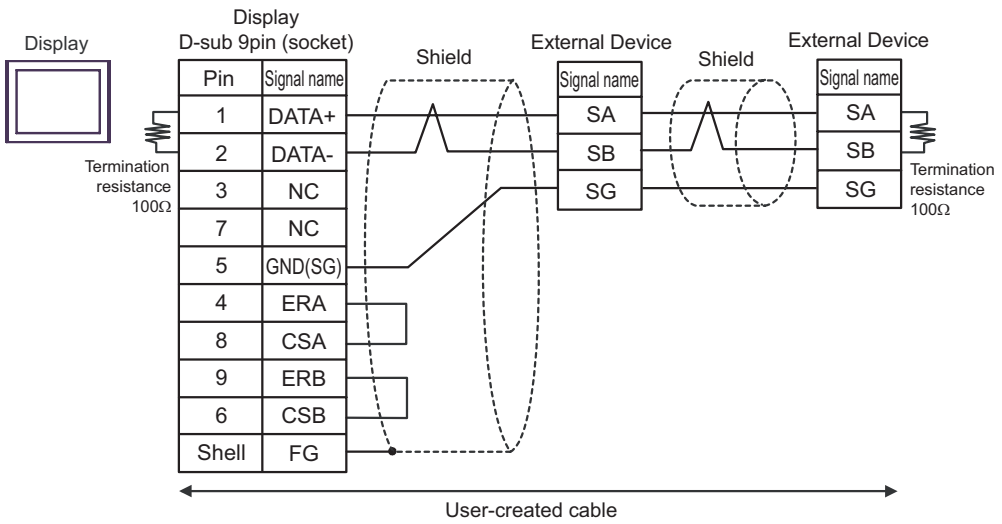 Display
Display
D-sub 9pin (socket)
Shield
External Device
Shield
External Device
Pin Signal name
1 DATA+
2 DATA-
3 NC
7 NC
5 GND(SG)
4 ERA
8 CSA
9 ERB
6 CSB
Shell FG
Termination
resistance
100Ω
Signal name
SA
SB
SG
Signal name
SA
SB
SG
Termination
resistance
100Ω
User-created cable